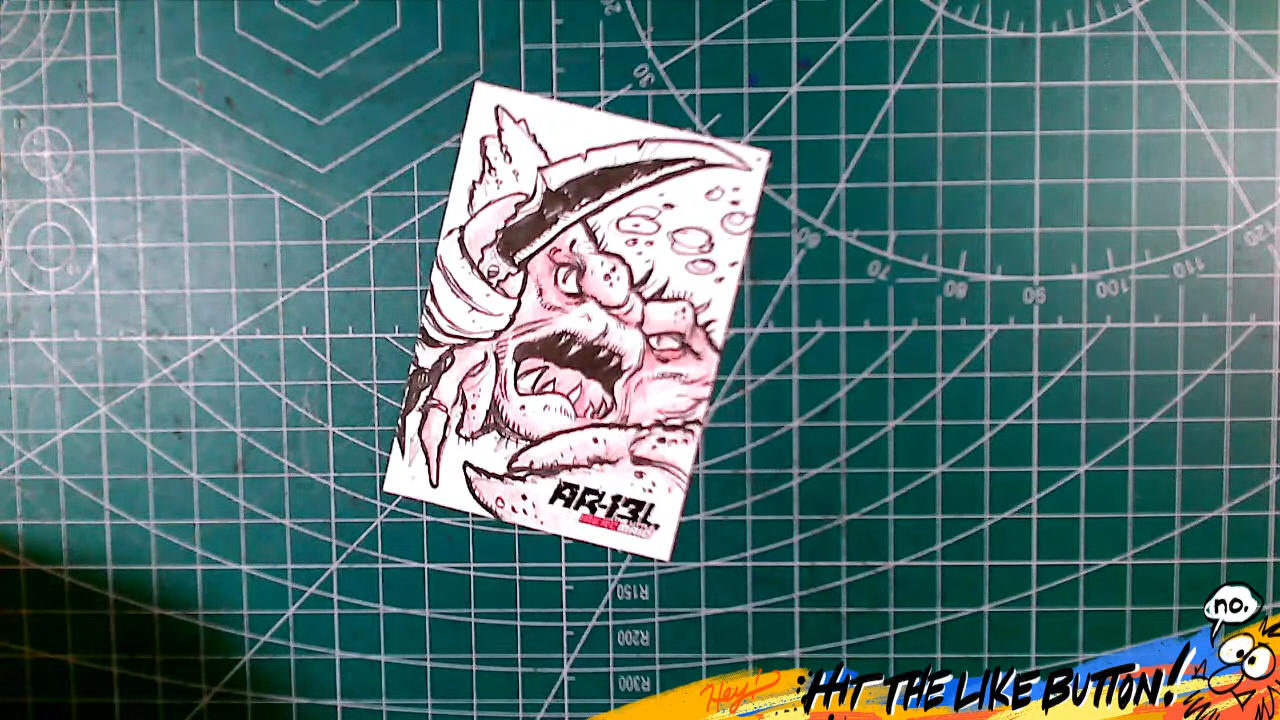 30
60
70
80
90
100
110
120
AR-13L
R150
R200
R300
no.
Hey!
HIT THE LIKE BUTTON!